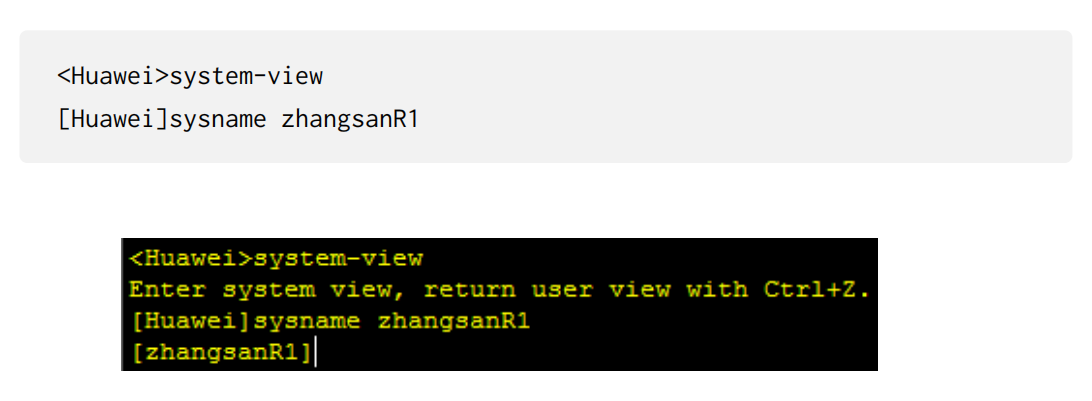 <Huawei>system-view
[Huawei]sysname zhangsanR1
<Huawei>system-view
Enter system view, return user view with Ctrl+Z.
[Huawei]sysname zhangsanR1
[zhangsanR1]